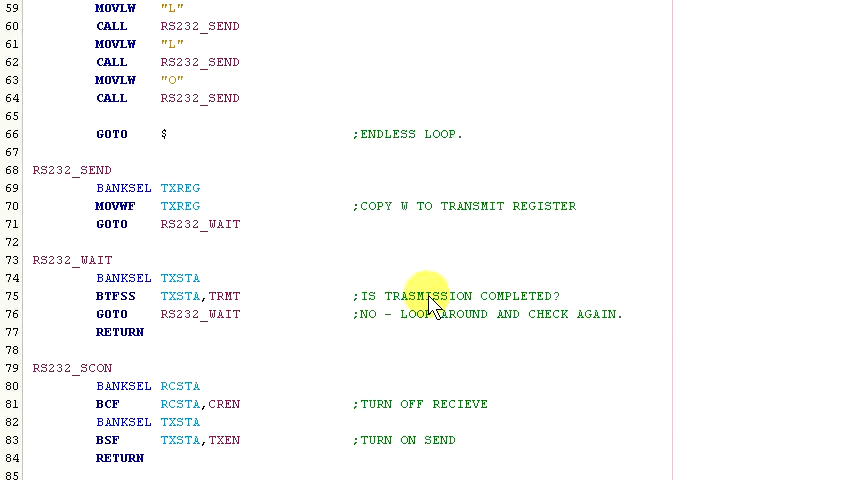 59 MOVLW "L"
60 CALL RS232_SEND
61 MOVLW "L"
62 CALL RS232_SEND
63 MOVLW "O"
64 CALL RS232_SEND
65
66 GOTO $ ;ENDLESS LOOP.
67
68 RS232_SEND
69 BANKSEL TXREG
70 MOVWF TXREG ;COPY W TO TRANSMIT REGISTER
71 GOTO RS232_WAIT
72
73 RS232_WAIT
74 BANKSEL TXSTA
75 BTFSS TXSTA,TRMT ;IS TRASMISSION COMPLETED?
76 GOTO RS232_WAIT ;NO - LOOP AROUND AND CHECK AGAIN.
77 RETURN
78
79 RS232_SCON
80 BANKSEL RCSTA
81 BCF RCSTA,CREN ;TURN OFF RECIEVE
82 BANKSEL TXSTA
83 BSF TXSTA,TXEN ;TURN ON SEND
84 RETURN
85